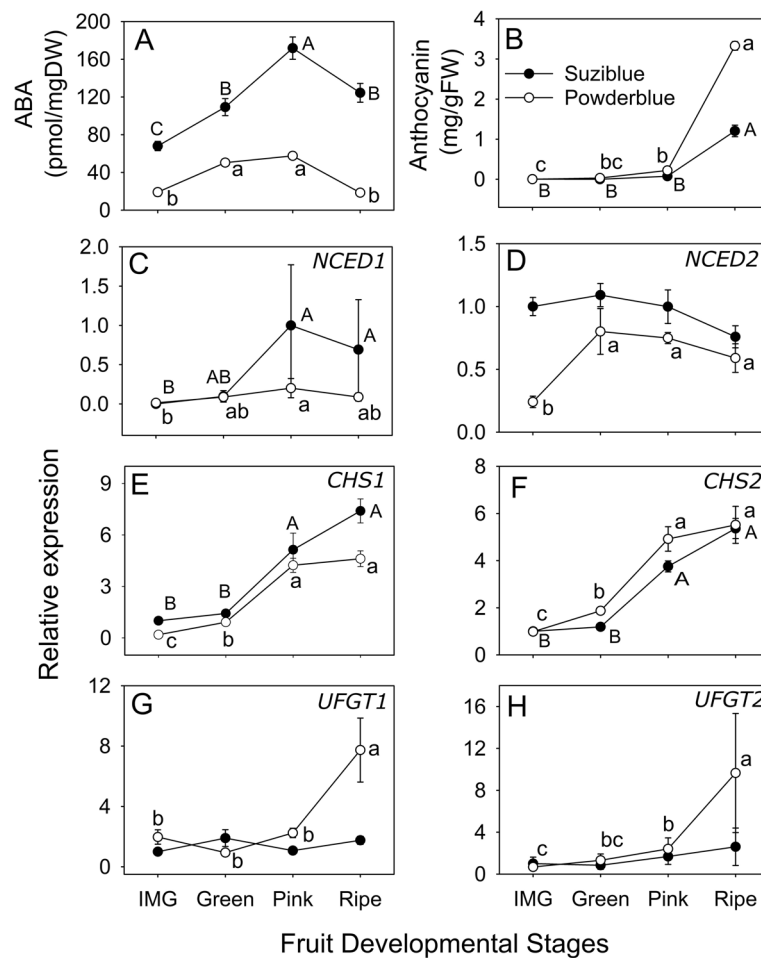 ABA
(pmol/mgDW)
200
160
120
80
40
0
A
C
B
A
B
b
a
a
b
Anthocyanin
(mg/gFW)
4
3
2
1
0
B
Suziblue
Powderblue
c
bc
b
a
B
B
B
A
Relative expression
2.0
1.5
1.0
0.5
0.0
C
NCED1
B
AB
A
A
b
ab
a
ab
1.5
1.0
0.5
0.0
D
NCED2
b
a
a
a
9
6
3
0
E
CHS1
B
B
A
A
c
b
a
a
8
6
4
2
0
F
CHS2
c
b
a
a
B
B
A
A
12
8
4
0
G
UFGT1
b
b
b
a
IMG
Green
Pink
Ripe
16
12
8
4
0
H
UFGT2
c
bc
b
a
IMG
Green
Pink
Ripe
Fruit Developmental Stages